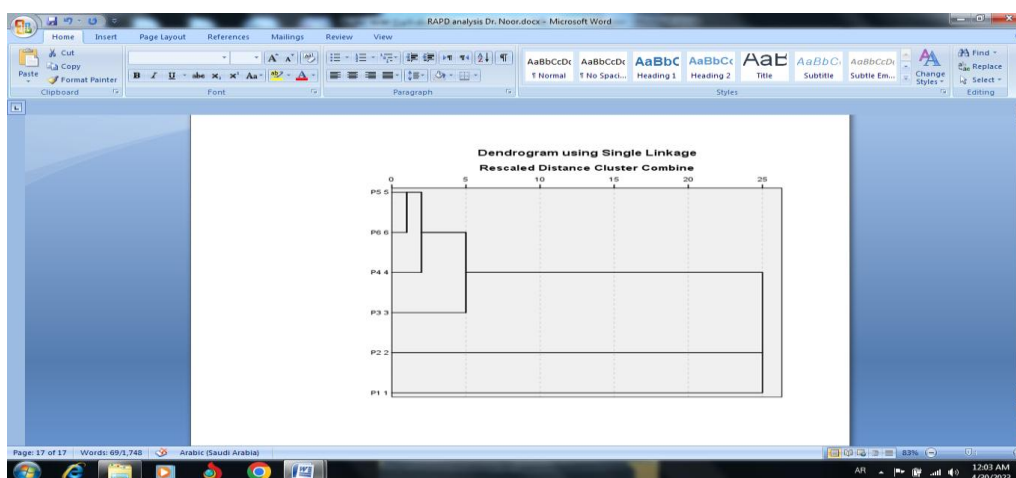 RAPD analysis Dr. Noor.docx - Microsoft Word
Home Insert Page Layout References Mailings Review View
Cut
Copy
Format Painter
Paste
Clipboard Font Paragraph Styles Editing
AaBbCcDc AaBbCcDc AaBbC AaBbCc AaB AaBbC AaBbCcDc
¶ Normal ¶ No Spaci... Heading 1 Heading 2 Title Subtitle Subtle Em...
Change Styles
Find
Replace
Select
Dendrogram using Single Linkage
Rescaled Distance Cluster Combine
0 5 10 15 20 25
P5 5
P6 6
P4 4
P3 3
P2 2
P1 1
Page: 17 of 17 Words: 69/1,748 Arabic (Saudi Arabia) 83%
AR 12:03 AM